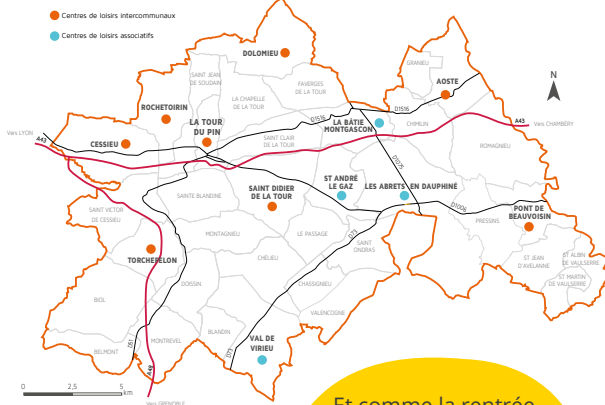 Centres de loisirs intercommunaux
Centres de loisirs associatifs
DOLOMIEU
GRANIEU
AOSTE
N
SAINT JEAN
DE SOUDAIN
FAVERGES
DE LA TOUR
LA CHAPELLE
DE LA TOUR
ROCHETOIRIN
D1516
D1516
LA BÂTIE
MONTGASCON
CHIMILIN
A43
Vers CHAMBÉRY
LA TOUR
DU PIN
Vers LYON
A43
CESSIEU
SAINT CLAIR
DE LA TOUR
ROMAGNIEU
D1075
ST ANDRÉ
LE GAZ
LES ABRETS EN DAUPHINÉ
SAINTE BLANDINE
SAINT DIDIER
DE LA TOUR
SAINT VICTOR
DE CESSIEU
D1006
PONT DE
BEAUVOISIN
PRESSINS
MONTAGNIEU
LE PASSAGE
D73
SAINT
ONDRAS
TORCHEFELON
CHÉLIEU
ST JEAN
D'AVELANNE
ST ALBIN
DE VAULSERRE
ST MARTIN
DE VAULSERRE
DOISSIN
CHASSIGNIEU
BIOL
VALENCOGNE
BLANDIN
MONTREVEL
D51
D73
VAL DE
VIRIEU
BELMONT
A48
0 2,5 5 km
Vers GRENOBLE
Et comme la rentrée